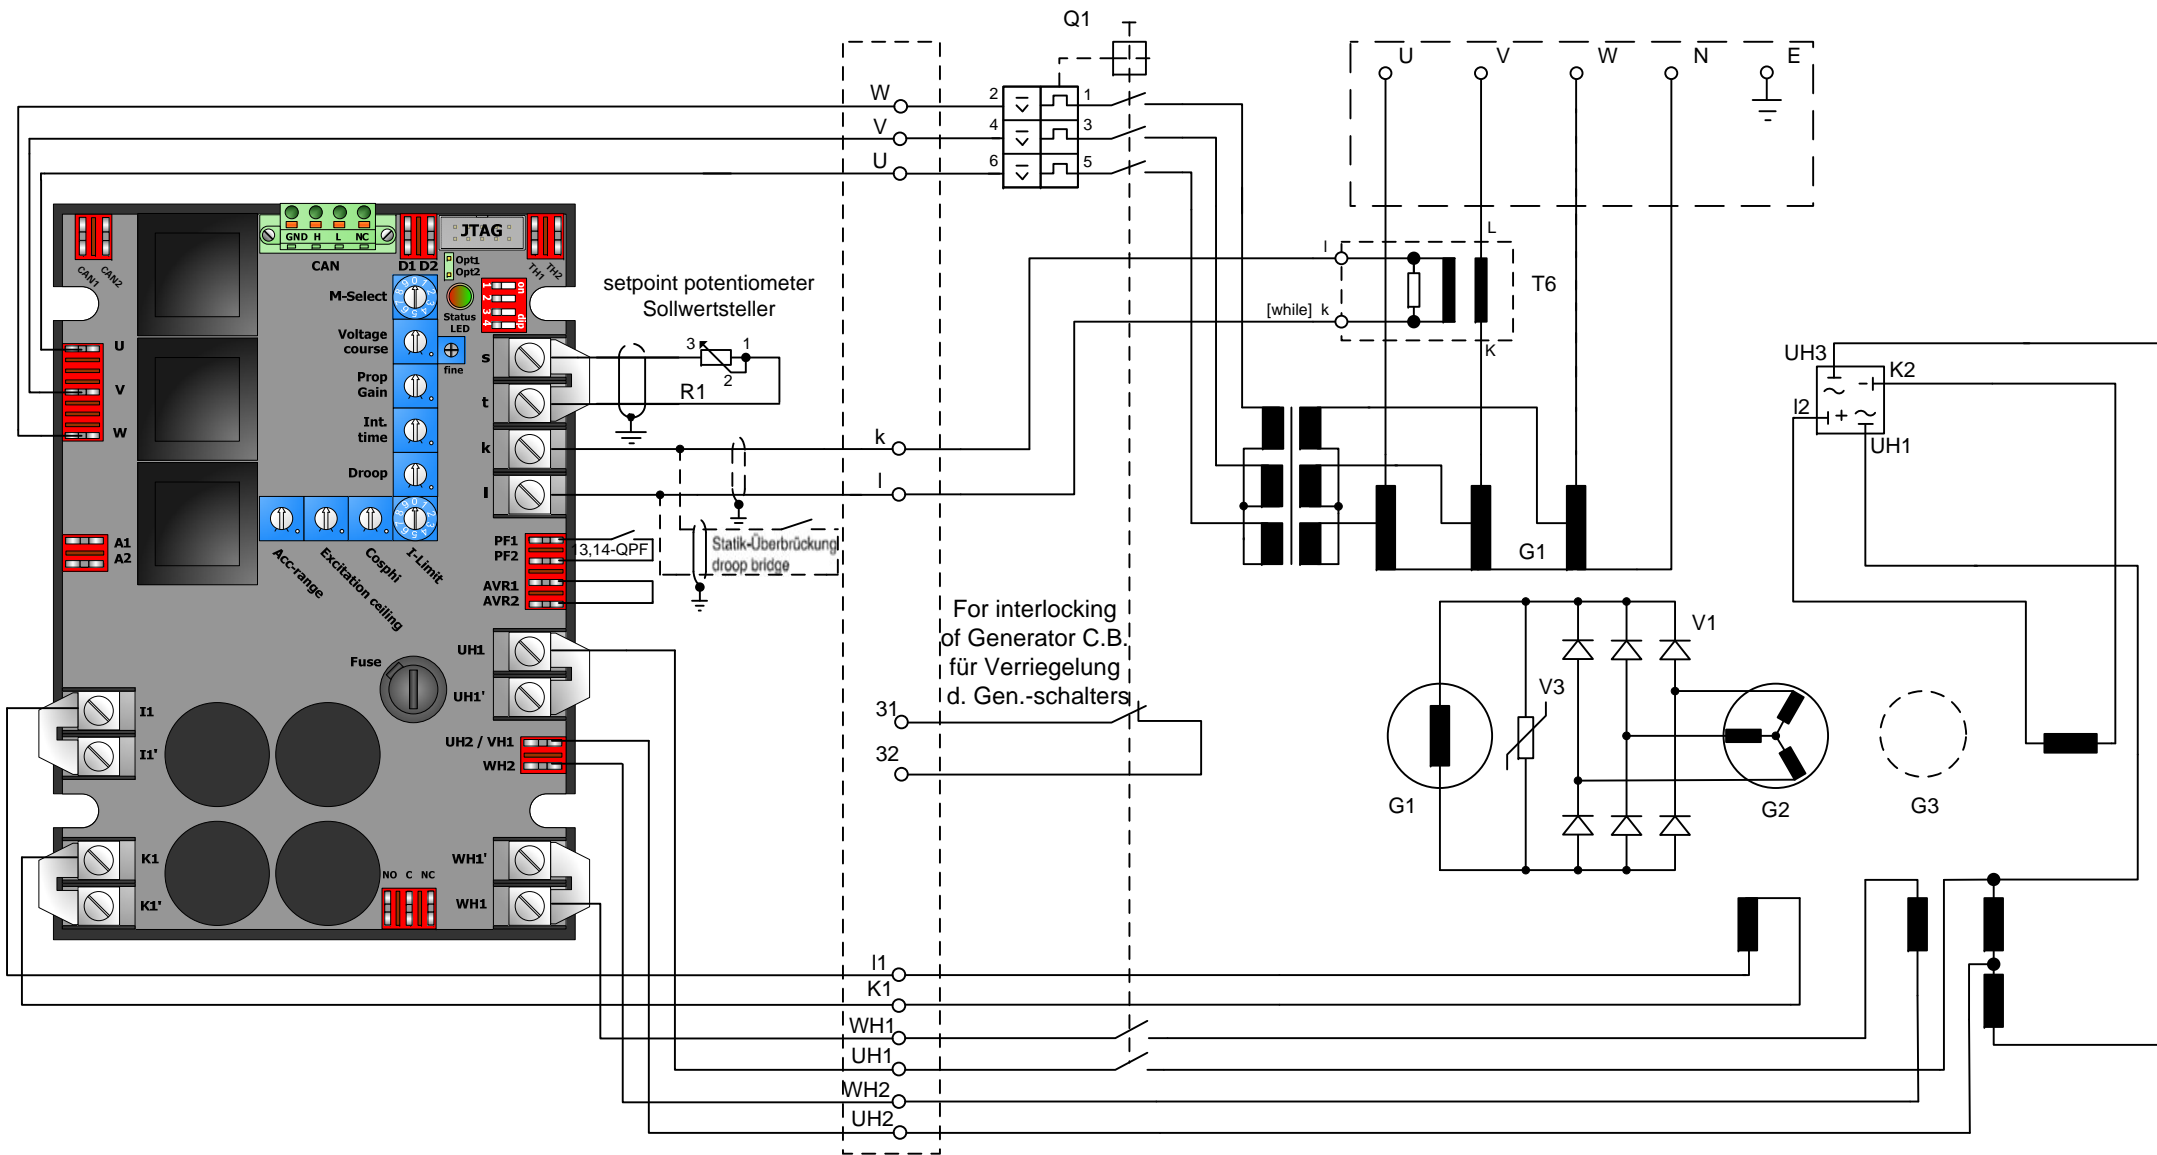 Q1
U V W N E
W 2 1
V 4 3
U 6 5
GND H L NC
CAN
D1 D2
JTAG
CAN1
CAN2
TH1
TH2
Opt1
Opt2
M-Select
Status
LED
on
1 2 3 4
dip
Voltage
course
fine
Prop
Gain
Int.
time
Droop
Acc-range
Excitation ceiling
Cosphi
I-Limit
U
V
W
A1
A2
s
t
k
l
setpoint potentiometer
Sollwertsteller
3 1
2
R1
k
l
l
[while] k
L
K
T6
PF1
PF2
13,14-QPF
AVR1
AVR2
Statik-Überbrückung
droop bridge
G1
UH3
K2
I2
UH1
For interlocking
of Generator C.B.
für Verriegelung
d. Gen.-schalters
31
32
V1
V3
G1
G2
G3
Fuse
UH1
UH1'
UH2 / VH1
WH2
I1
I1'
K1
K1'
NO C NC
WH1'
WH1
I1
K1
WH1
UH1
WH2
UH2